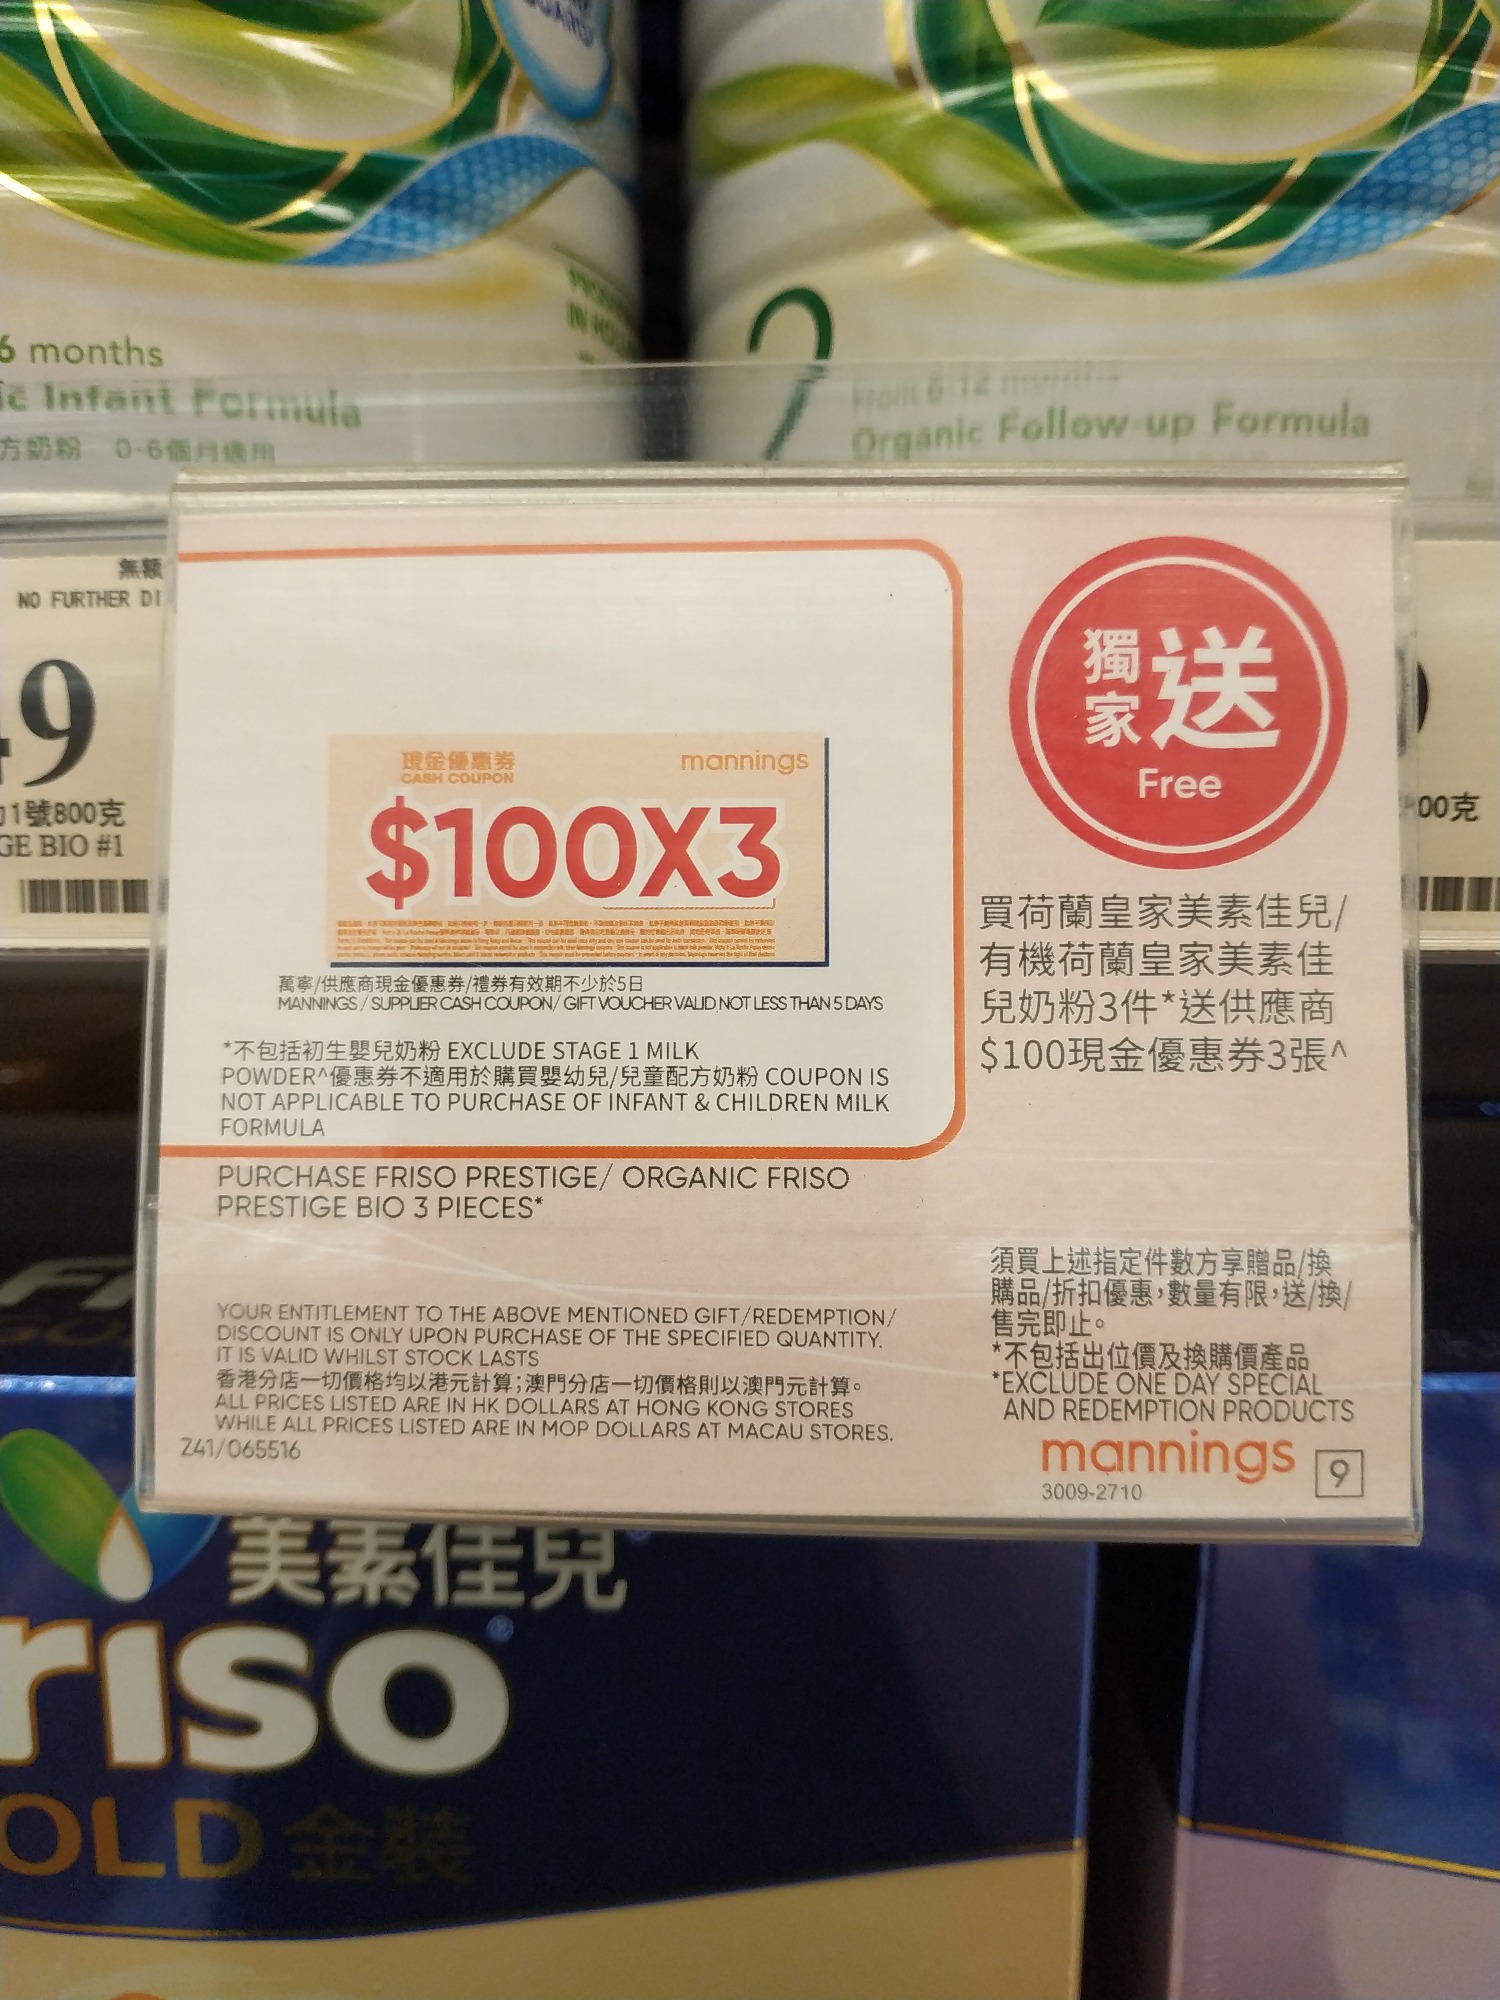 6 months
ic Infant Formula
方奶粉 0-6個月適用
2
From 6-12 months
Organic Follow-up Formula
無額
NO FURTHER DI
49
1號800克
GE BIO #1
00克
獨家送
Free
現金優惠券
CASH COUPON
mannings
$100X3
萬寧/供應商現金優惠券/禮券有效期不少於5日
MANNINGS / SUPPLIER CASH COUPON/ GIFT VOUCHER VALID NOT LESS THAN 5 DAYS
*不包括初生嬰兒奶粉 EXCLUDE STAGE 1 MILK
POWDER^優惠券不適用於購買嬰幼兒/兒童配方奶粉 COUPON IS
NOT APPLICABLE TO PURCHASE OF INFANT & CHILDREN MILK
FORMULA
買荷蘭皇家美素佳兒/
有機荷蘭皇家美素佳
兒奶粉3件*送供應商
$100現金優惠券3張^
PURCHASE FRISO PRESTIGE/ ORGANIC FRISO
PRESTIGE BIO 3 PIECES*
YOUR ENTITLEMENT TO THE ABOVE MENTIONED GIFT/REDEMPTION/
DISCOUNT IS ONLY UPON PURCHASE OF THE SPECIFIED QUANTITY.
IT IS VALID WHILST STOCK LASTS
香港分店一切價格均以港元計算;澳門分店一切價格則以澳門元計算。
ALL PRICES LISTED ARE IN HK DOLLARS AT HONG KONG STORES
WHILE ALL PRICES LISTED ARE IN MOP DOLLARS AT MACAU STORES.
Z41/065516
須買上述指定件數方享贈品/換
購品/折扣優惠,數量有限,送/換/
售完即止。
*不包括出位價及換購價產品
*EXCLUDE ONE DAY SPECIAL
AND REDEMPTION PRODUCTS
mannings
9
3009-2710
美素佳兒
riso
OLD 金裝